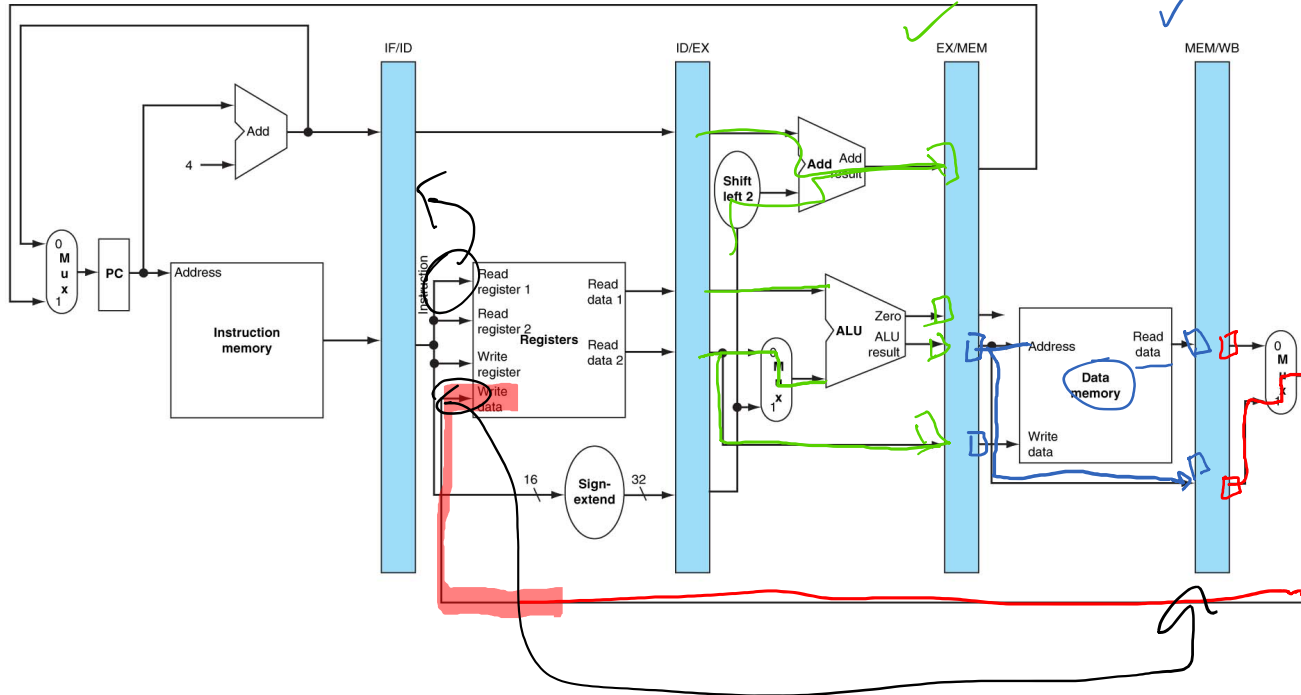 IF/ID
ID/EX
EX/MEM
MEM/WB
Add
4
Add
Add
result
Shift
left 2
0
M
u
x
1
PC
Address
Instruction
memory
Instruction
Read
register 1
Read
register 2
Write
register
Write
data
Registers
Read
data 1
Read
data 2
16
Sign-
extend
32
0
M
u
x
1
ALU
Zero
ALU
result
Address
Read
data
Data
memory
Write
data
0
M
u
x